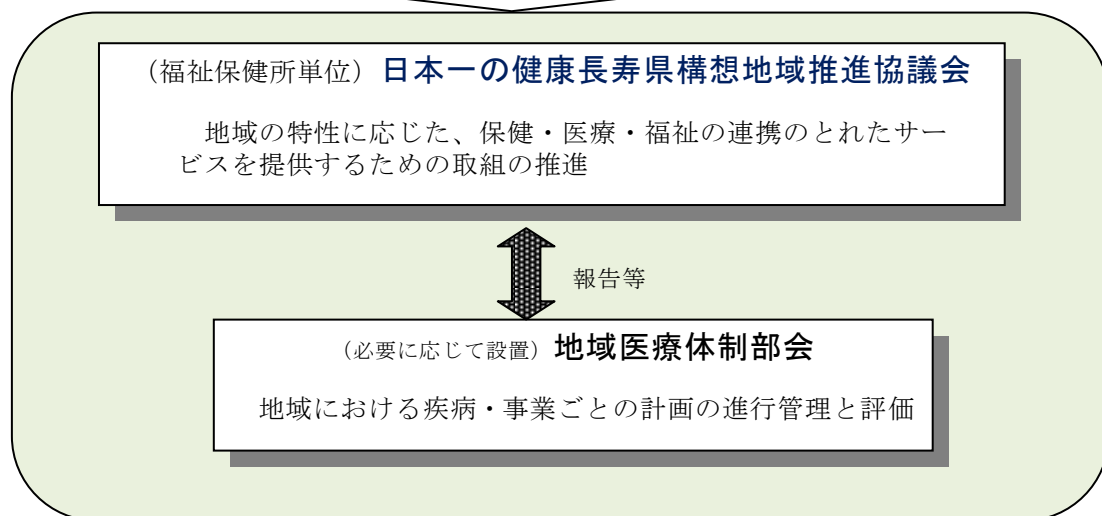 （福祉保健所単位）日本一の健康長寿県構想地域推進協議会
地域の特性に応じた、保健・医療・福祉の連携のとれたサー
ビスを提供するための取組の推進
報告等
（必要に応じて設置）地域医療体制部会
地域における疾病・事業ごとの計画の進行管理と評価